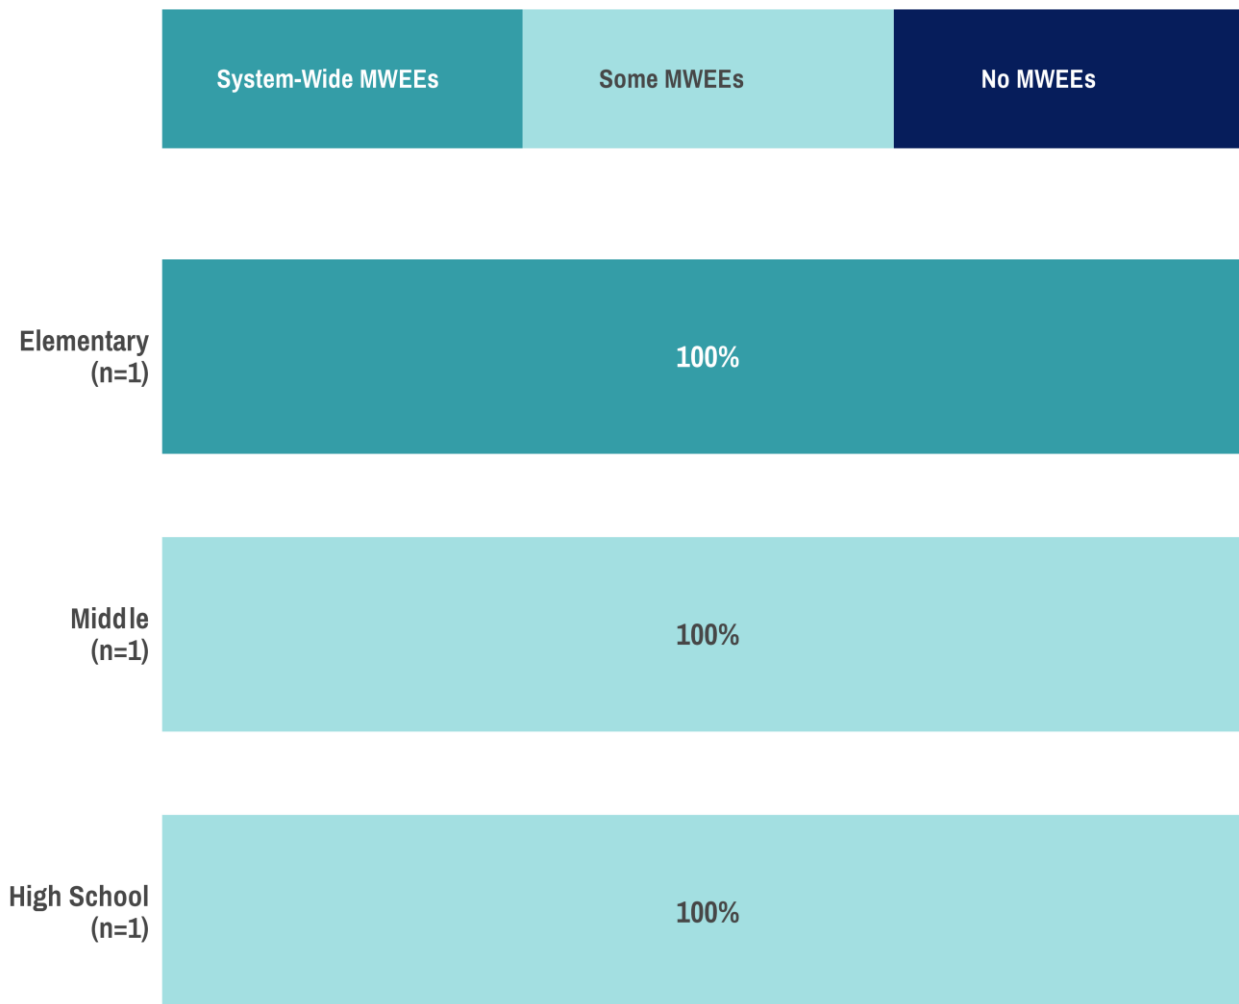 System-Wide MWEEs
Some MWEEs
No MWEEs
Elementary
(n=1)
100%
Middle
(n=1)
100%
High School
(n=1)
100%